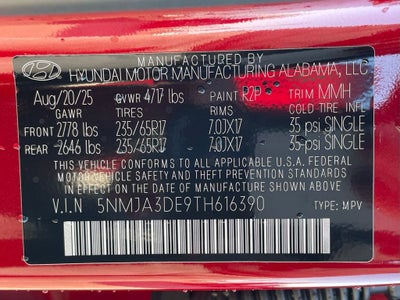 HYUNDAI MOTOR MANUFACTURING ALABAMA, LLC
Aug/20/25 GVWR 4717 lbs PAINT R2P TRIM MMH
TIRES RIMS COLD TIRE INFL
FRONT 2778 lbs 235/65R17 7.0JX17 35 psi SINGLE
REAR 2646 lbs 235/65R17 7.0JX17 35 psi SINGLE
THIS VEHICLE CONFORMS TO ALL APPLICABLE U.S.A. FEDERAL
MOTOR VEHICLE SAFETY AND THEFT PREVENTION STANDARDS IN
EFFECT ON THE DATE OF MANUFACTURE SHOWN ABOVE.
V.I.N 5NMJA3DE9TH616390 TYPE: MPV